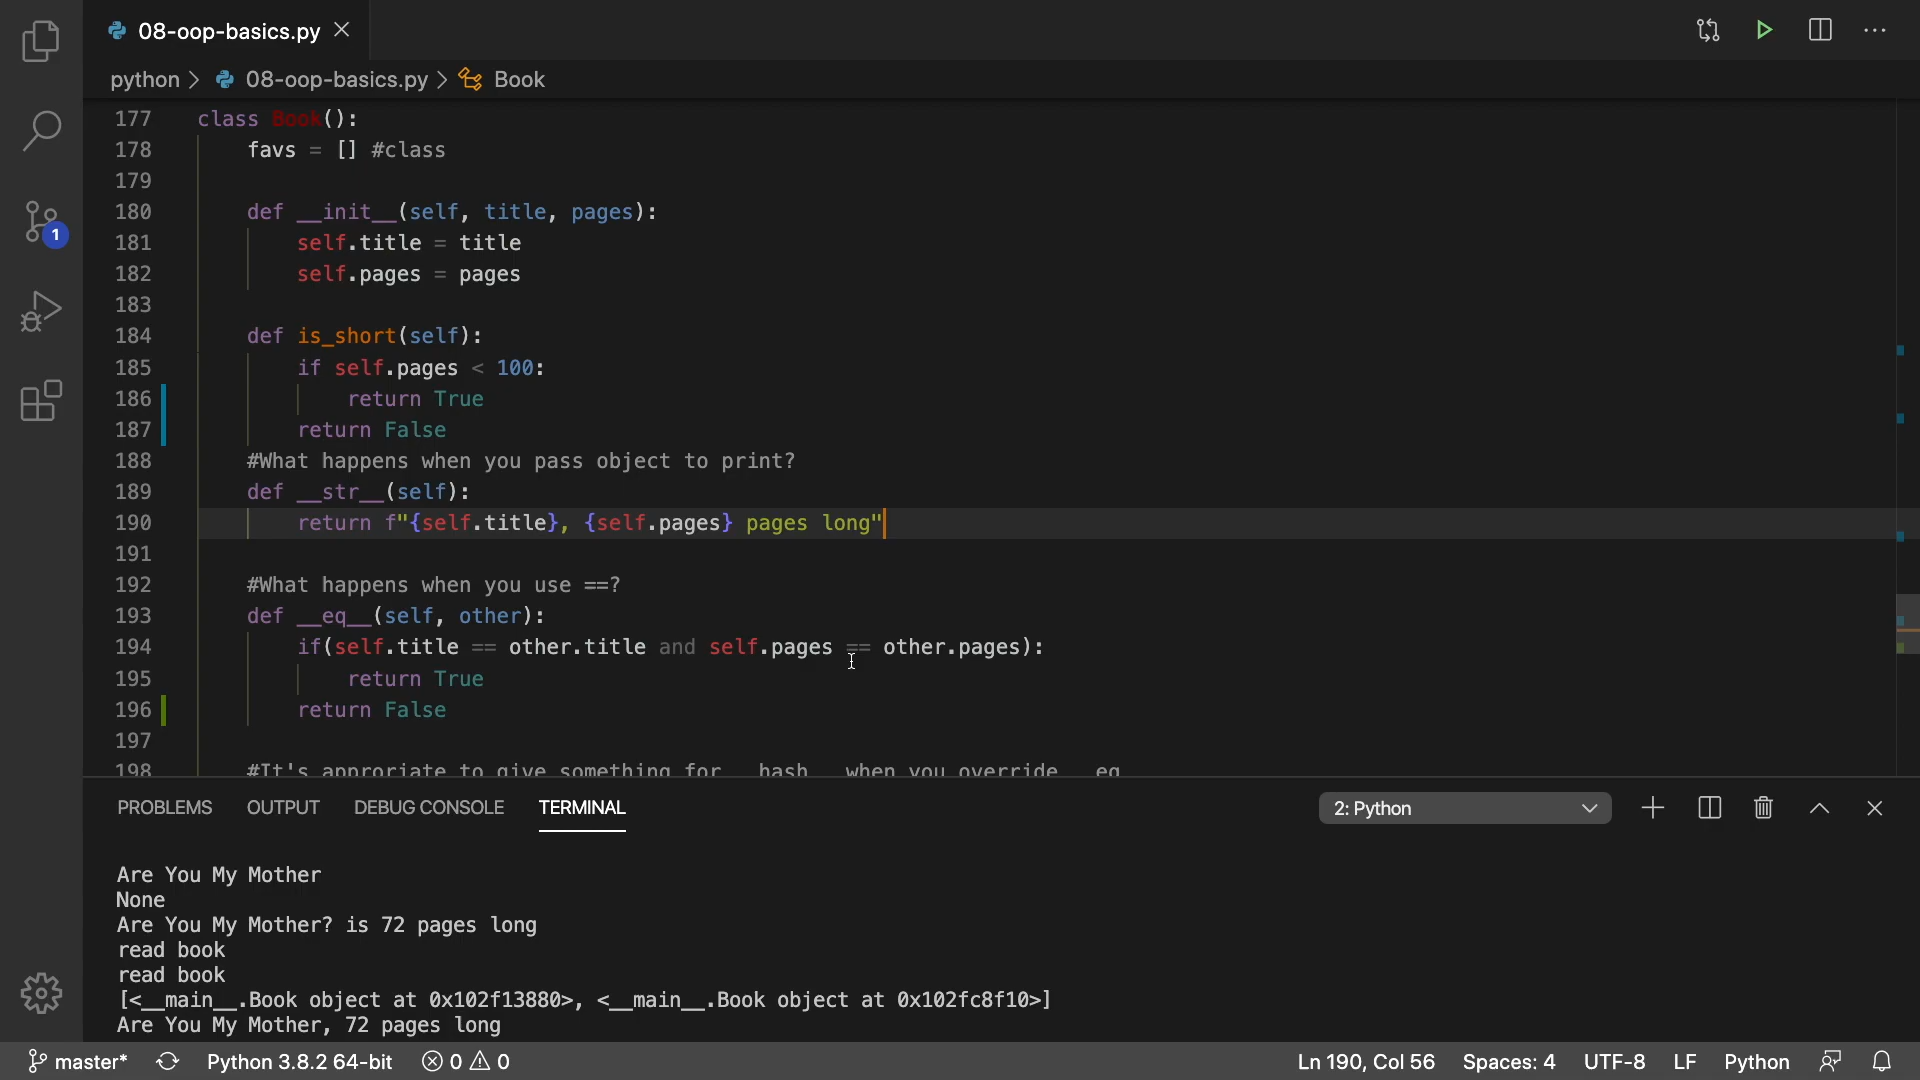 08-oop-basics.py
python > 08-oop-basics.py > Book
177 class Book():
178 favs = [] #class
179
180 def __init__(self, title, pages):
181 self.title = title
182 self.pages = pages
183
184 def is_short(self):
185 if self.pages < 100:
186 return True
187 return False
188 #What happens when you pass object to print?
189 def __str__(self):
190 return f"{self.title}, {self.pages} pages long"
191
192 #What happens when you use ==?
193 def __eq__(self, other):
194 if(self.title == other.title and self.pages == other.pages):
195 return True
196 return False
197
198 #It's approriate to give something for __hash__ when you override __eq__
1
PROBLEMS OUTPUT DEBUG CONSOLE TERMINAL 2: Python
Are You My Mother
None
Are You My Mother? is 72 pages long
read book
read book
[<__main__.Book object at 0x102f13880>, <__main__.Book object at 0x102fc8f10>]
Are You My Mother, 72 pages long
master* Python 3.8.2 64-bit 0 0 Ln 190, Col 56 Spaces: 4 UTF-8 LF Python